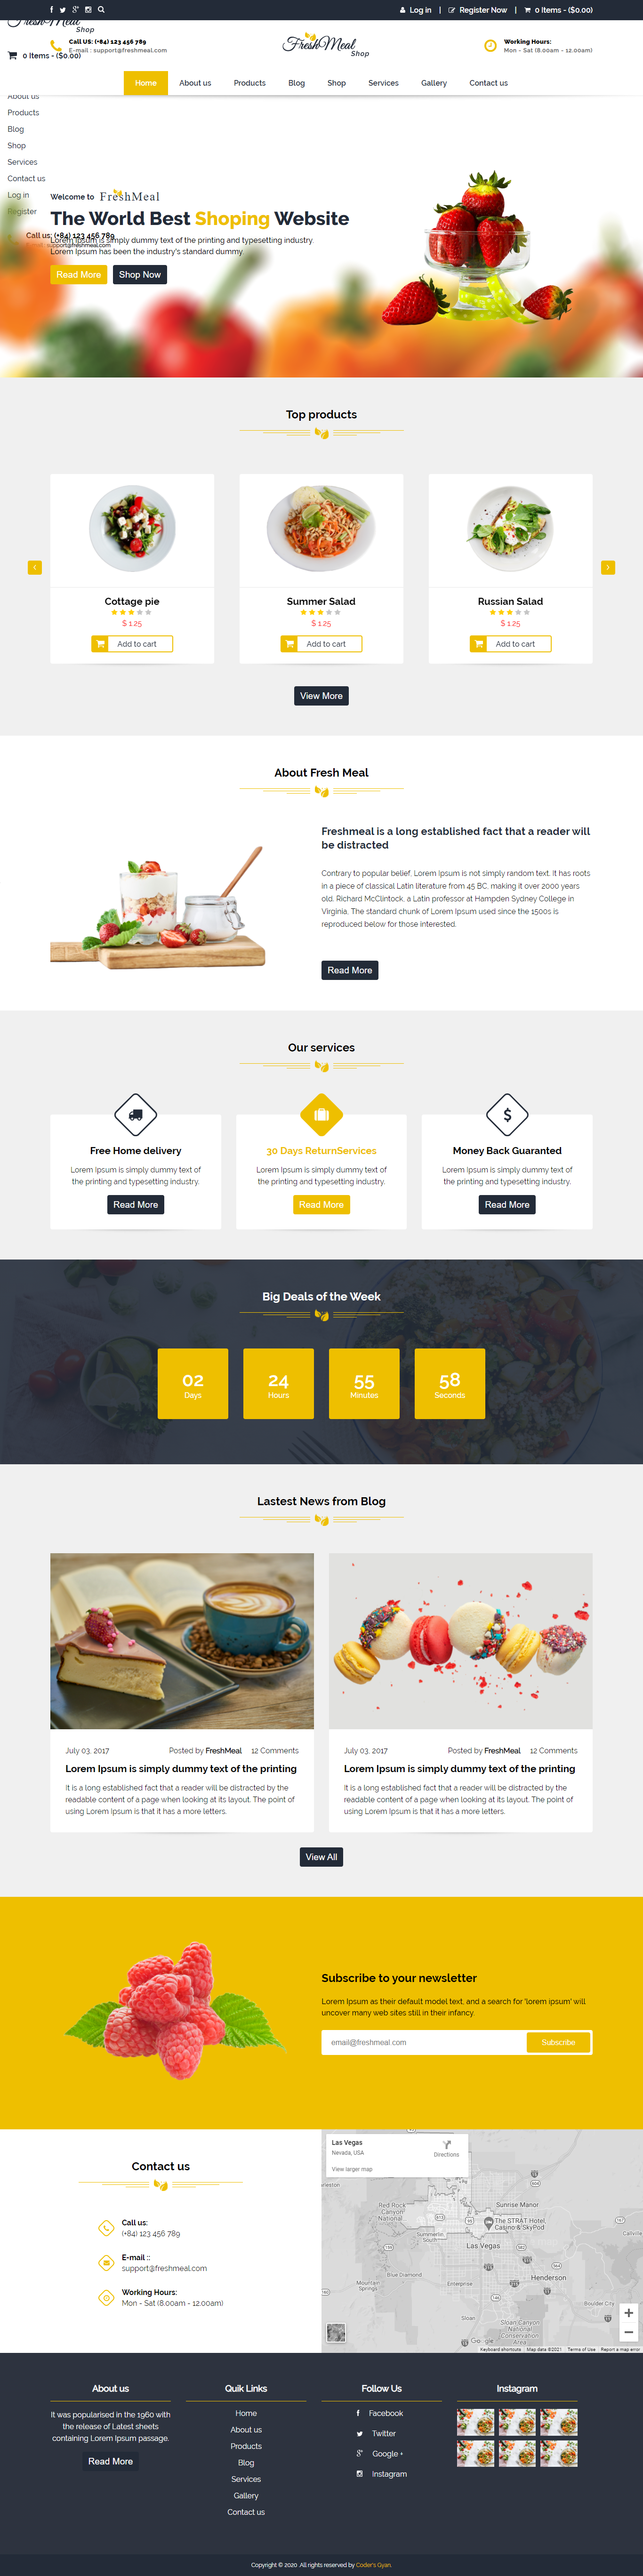 Log in | Register Now | 0 Items - ($0.00)
FreshMeal
Shop
Call US: (+84) 123 456 789
E-mail : support@freshmeal.com
0 Items - ($0.00)
FreshMeal
Shop
Working Hours:
Mon - Sat (8.00am - 12.00am)
Home About us Products Blog Shop Services Gallery Contact us
About us
Products
Blog
Shop
Services
Contact us
Log in
Register
Call us: (+84) 123 456 789
support@freshmeal.com
Welcome to FreshMeal
The World Best Shoping Website
Lorem Ipsum is simply dummy text of the printing and typesetting industry
Lorem Ipsum has been the industry's standard dummy
Read More Shop Now
Top products
Cottage pie
$ 1.25
Add to cart
Summer Salad
$ 1.25
Add to cart
Russian Salad
$ 1.25
Add to cart
View More
About Fresh Meal
Freshmeal is a long established fact that a reader will
be distracted
Contrary to popular belief, Lorem Ipsum is not simply random text. It has roots
in a piece of classical Latin literature from 45 BC, making it over 2000 years
old. Richard McClintock, a Latin professor at Hampden Sydney College in
Virginia. The standard chunk of Lorem Ipsum used since the 1500s is
reproduced below for those interested.
Read More
Our services
Free Home delivery
Lorem Ipsum is simply dummy text of
the printing and typesetting industry.
Read More
30 Days ReturnServices
Lorem Ipsum is simply dummy text of
the printing and typesetting industry.
Read More
$
Money Back Guaranted
Lorem Ipsum is simply dummy text of
the printing and typesetting industry.
Read More
Big Deals of the Week
02
Days
24
Hours
55
Minutes
58
Seconds
Lastest News from Blog
July 03, 2017 Posted by FreshMeal 12 Comments
Lorem Ipsum is simply dummy text of the printing
It is a long established fact that a reader will be distracted by the
readable content of a page when looking at its layout. The point of
using Lorem Ipsum is that it has a more letters.
July 03, 2017 Posted by FreshMeal 12 Comments
Lorem Ipsum is simply dummy text of the printing
It is a long established fact that a reader will be distracted by the
readable content of a page when looking at its layout. The point of
using Lorem Ipsum is that it has a more letters.
View All
Subscribe to your newsletter
Lorem Ipsum as their default model text, and a search for 'lorem ipsum' will
uncover many web sites still in their infancy.
email@freshmeal.com Subscribe
Contact us
Call us:
(+84) 123 456 789
E-mail ::
support@freshmeal.com
Working Hours:
Mon - Sat (8.00am - 12.00am)
Las Vegas
Nevada, USA
Directions
View larger map
Red Rock
Canyon
National
Sunrise Manor
The STRAT Hotel,
Casino & SkyPod
Summerlin
South
Las Vegas
Callville
Blue Diamond
Henderson
Mountain
Springs
Enterprise
Boulder City
Sloan
Sloan Canyon
National
Conservation
Area
Google
Keyboard shortcuts Map data ©2021 Terms of Use Report a map error
About us
It was popularised in the 1960 with
the release of Latest sheets
containing Lorem Ipsum passage.
Read More
Quik Links
Home
About us
Products
Blog
Services
Gallery
Contact us
Follow Us
Facebook
Twitter
Google +
Instagram
Instagram
Copyright © 2020 .All rights reserved by Coder's Gyan.